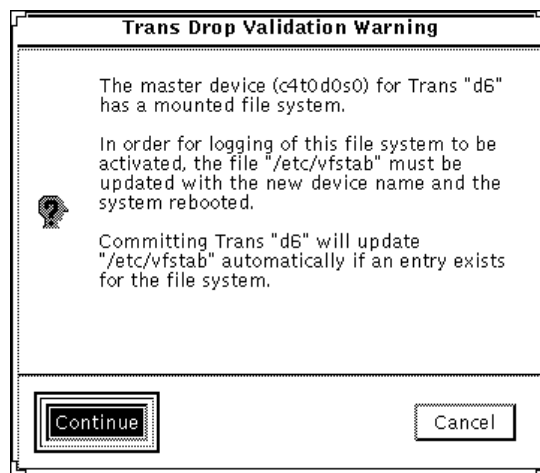 Trans Drop Validation Warning
The master device (c4t0d0s0) for Trans "d6"
has a mounted file system.
In order for logging of this file system to be
activated, the file "/etc/vfstab" must be
updated with the new device name and the
system rebooted.
Committing Trans "d6" will update
"/etc/vfstab" automatically if an entry exists
for the file system.
Continue
Cancel